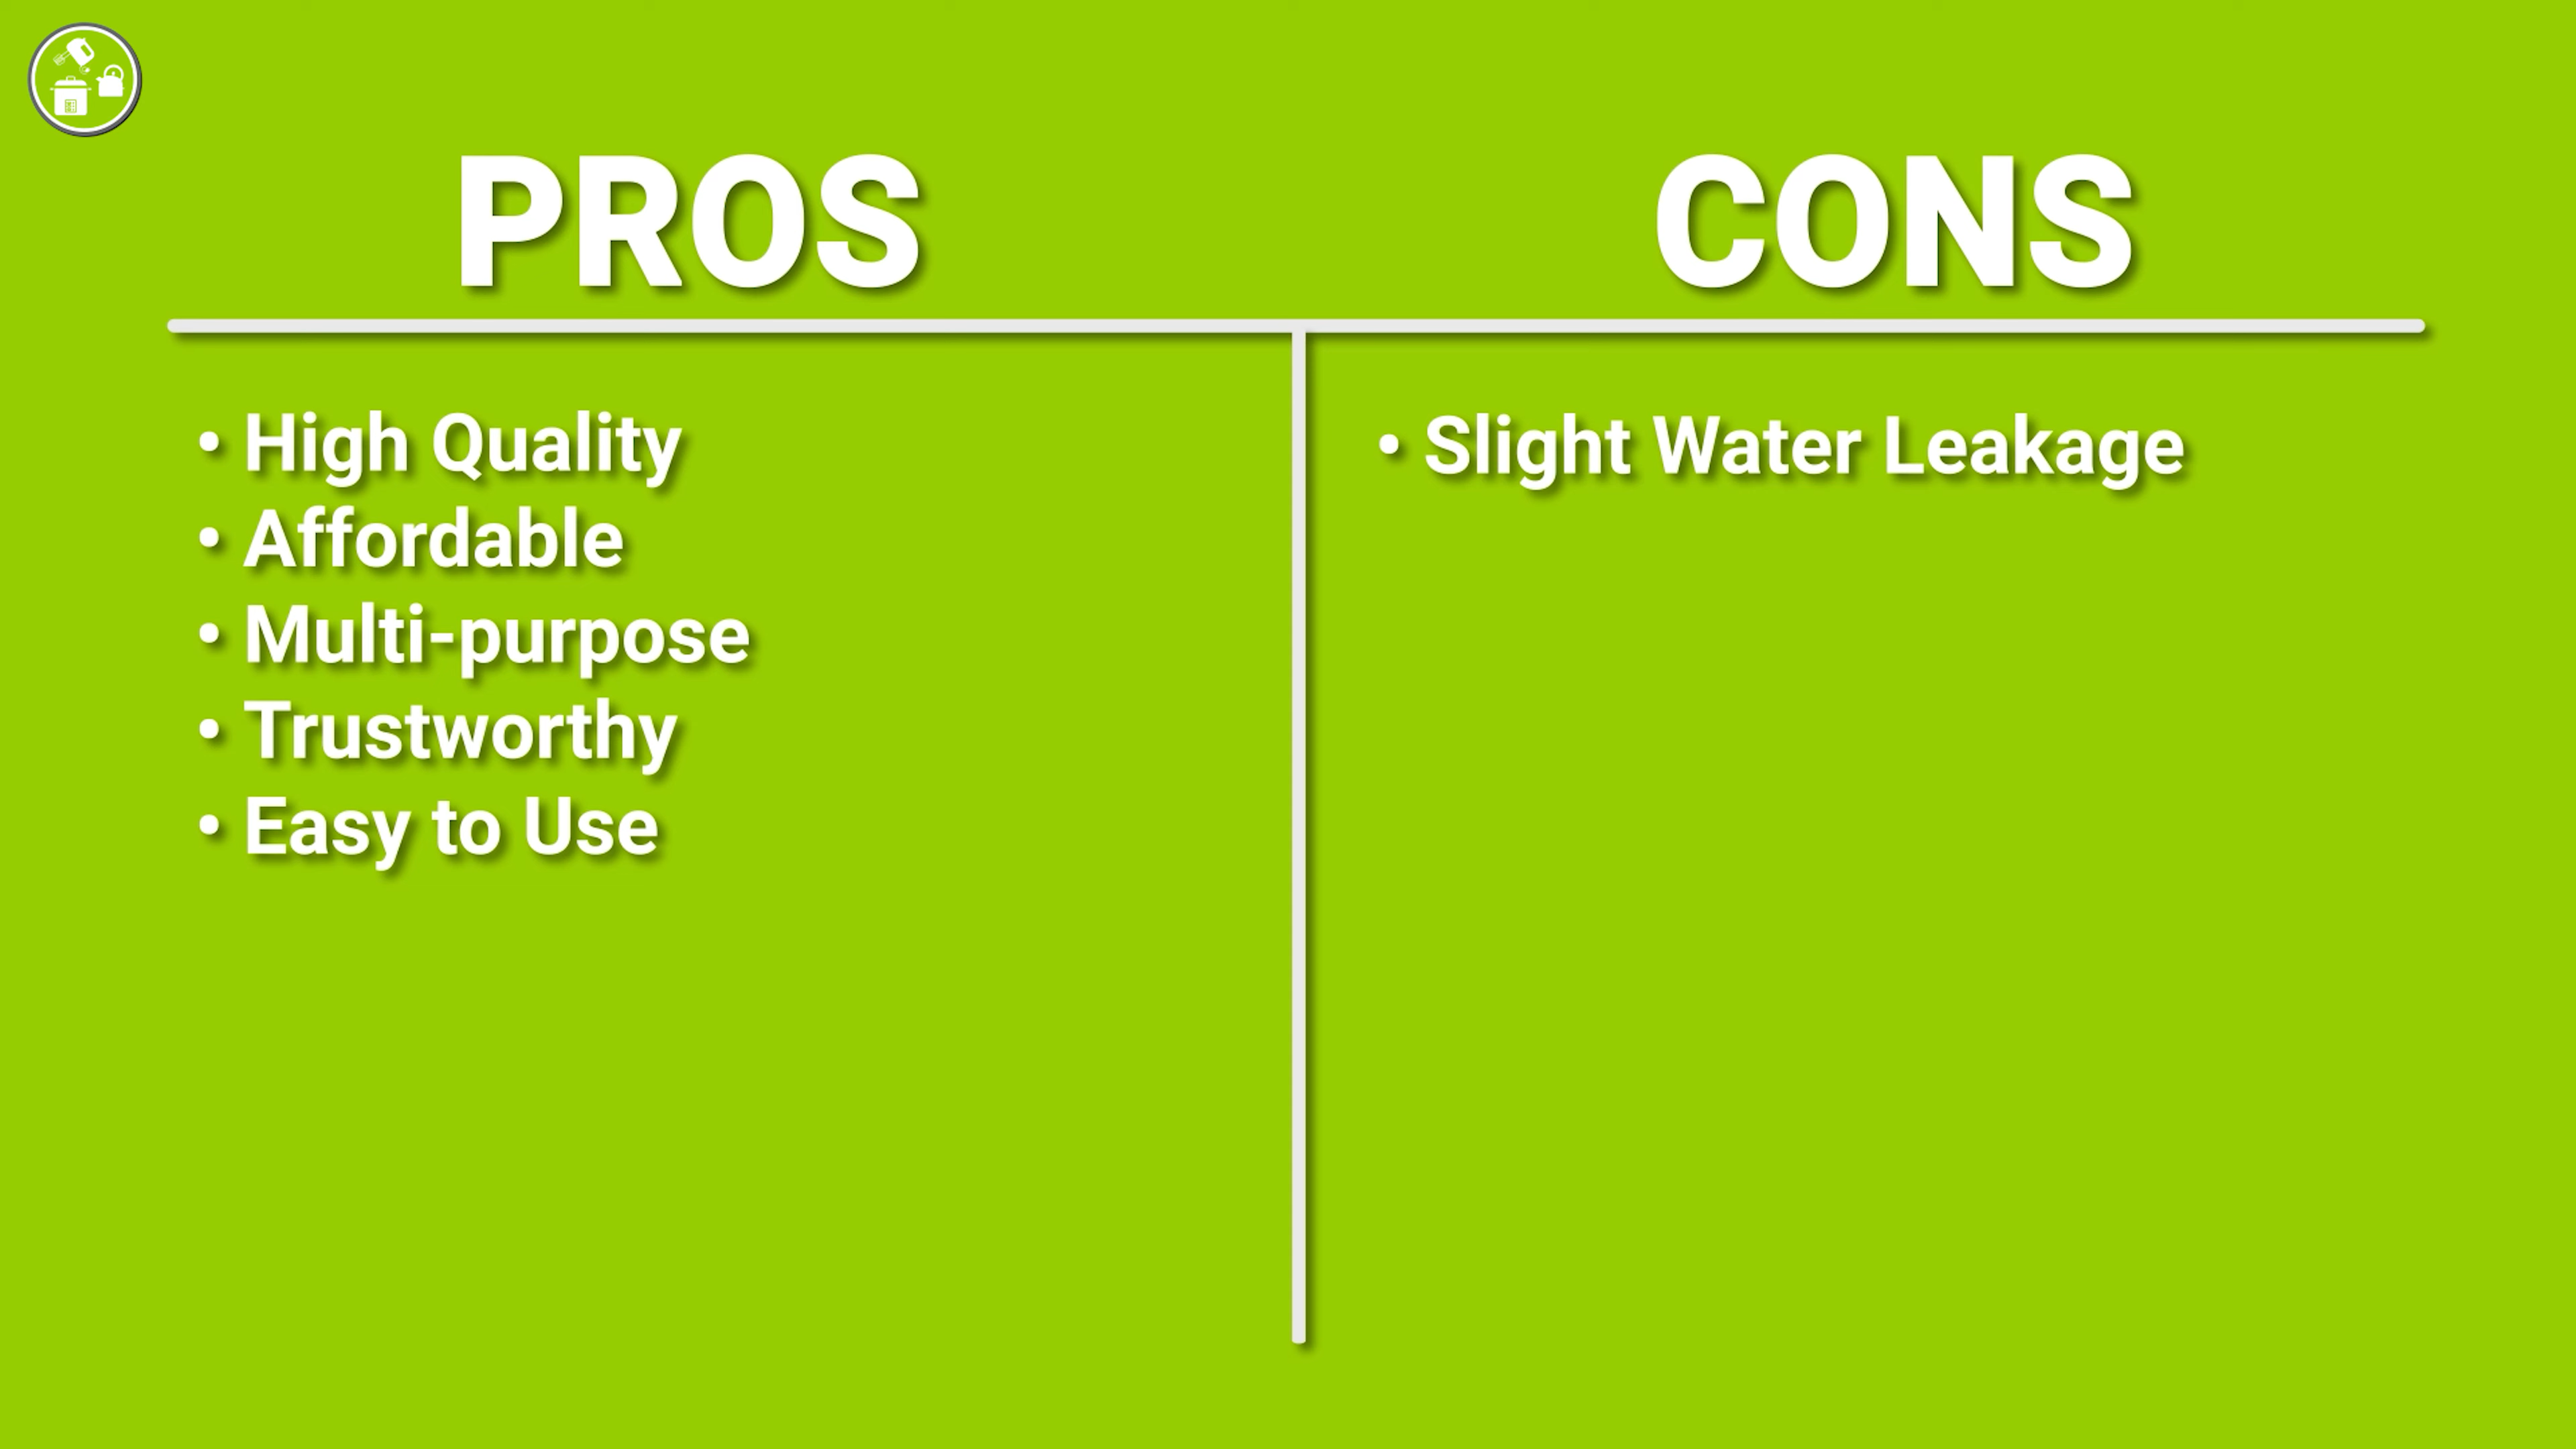 PROS
CONS
• High Quality
• Affordable
• Multi-purpose
• Trustworthy
• Easy to Use
• Slight Water Leakage